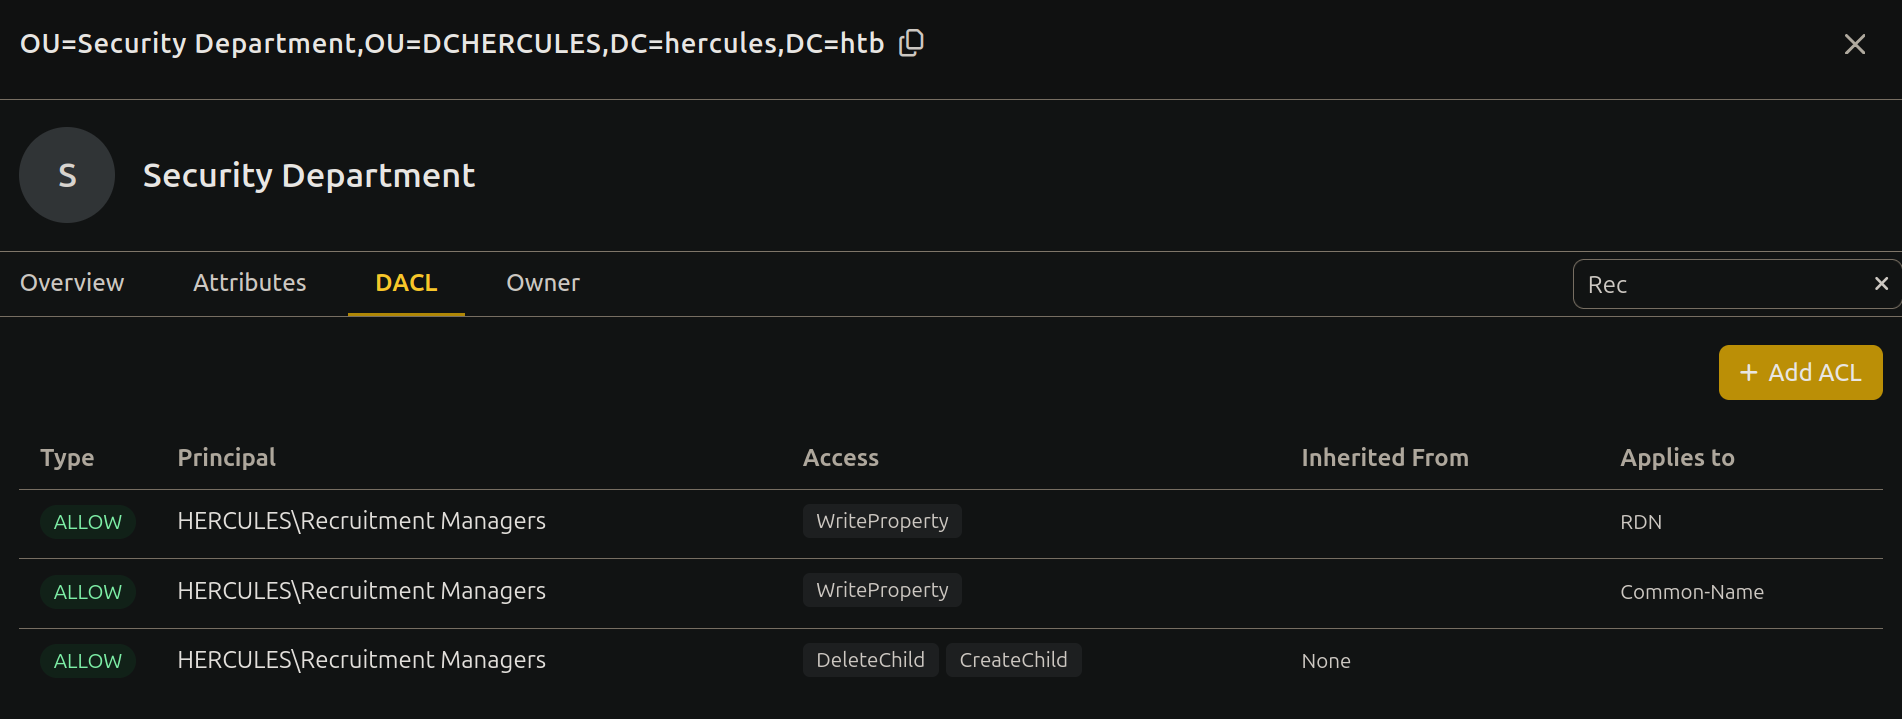 OU=Security Department,OU=DCHERCULES,DC=hercules,DC=htb
S
Security Department
Overview Attributes DACL Owner Rec
+ Add ACL
Type Principal Access Inherited From Applies to
ALLOW HERCULES\Recruitment Managers WriteProperty RDN
ALLOW HERCULES\Recruitment Managers WriteProperty Common-Name
ALLOW HERCULES\Recruitment Managers DeleteChild CreateChild None